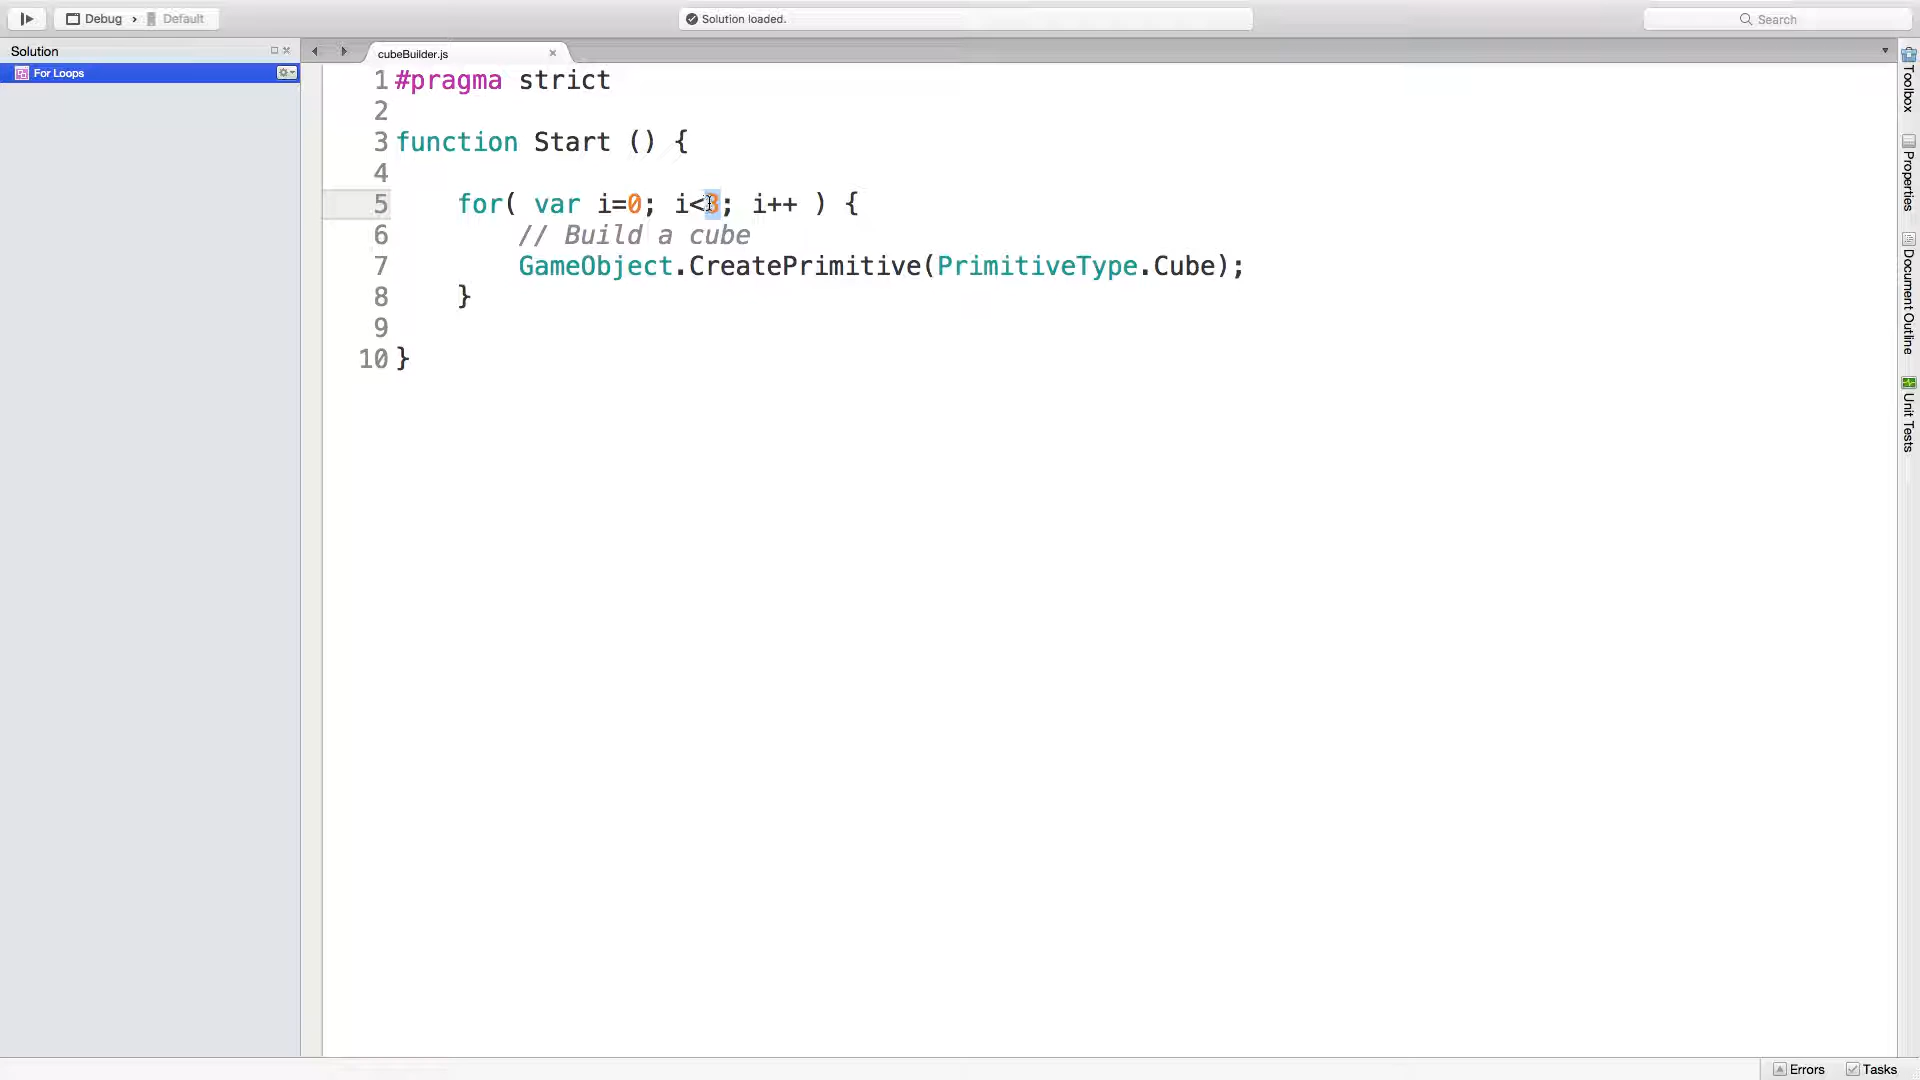 Debug › Default
Solution loaded.
Search
Solution
For Loops
cubeBuilder.js
1 #pragma strict
2
3 function Start () {
4
5 for( var i=0; i<3; i++ ) {
6 // Build a cube
7 GameObject.CreatePrimitive(PrimitiveType.Cube);
8 }
9
10 }
Toolbox
Properties
Document Outline
Unit Tests
Errors
Tasks